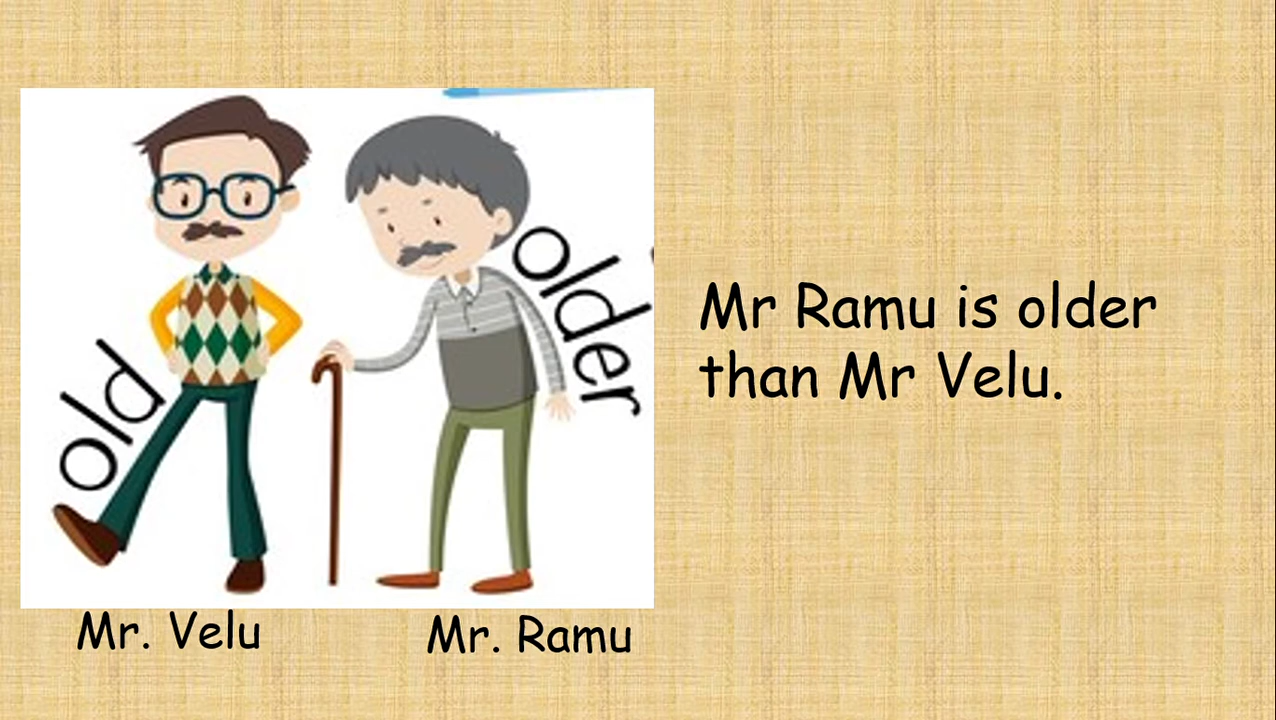 old
older
Mr Ramu is older
than Mr Velu.
Mr. Velu
Mr. Ramu